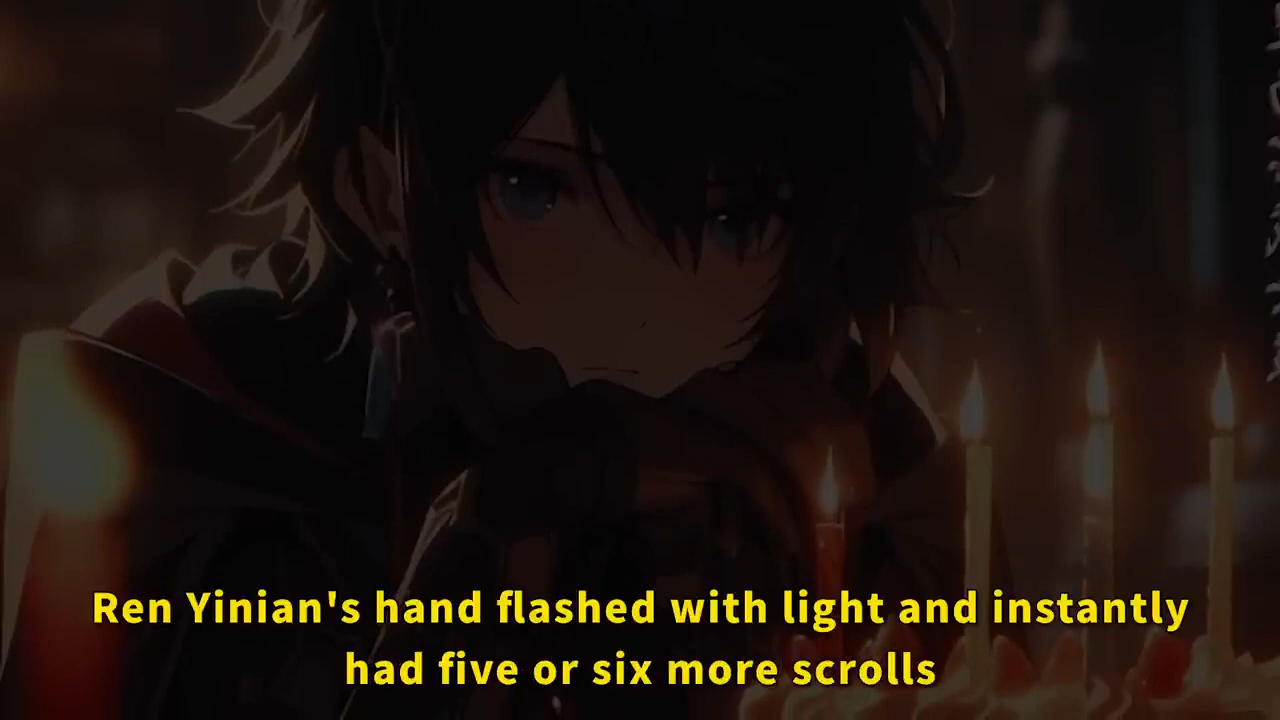 Ren Yinian's hand flashed with light and instantly
had five or six more scrolls